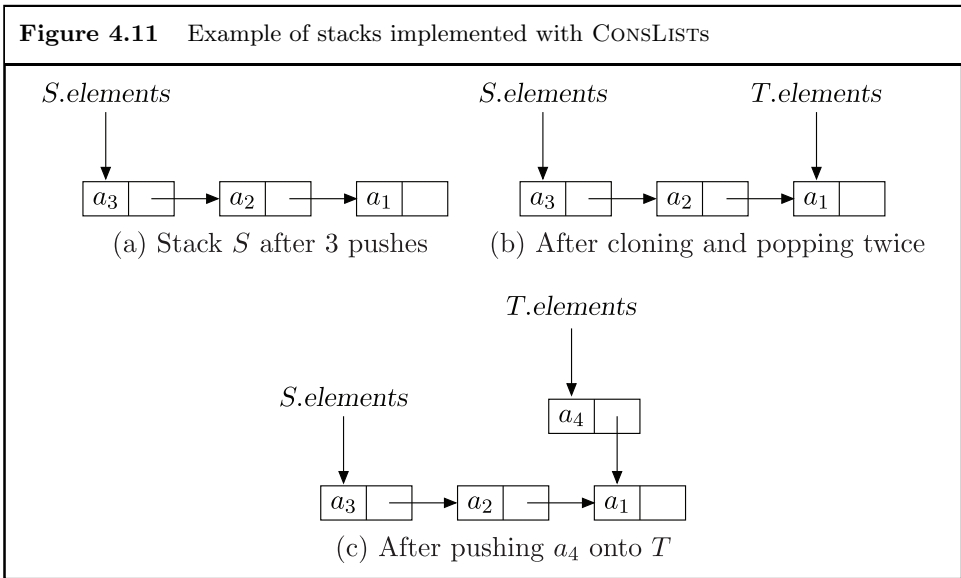 Figure 4.11 Example of stacks implemented with CONSLISTs
S.elements
a₃ a₂ a₁
(a) Stack S after 3 pushes
S.elements T.elements
a₃ a₂ a₁
(b) After cloning and popping twice
T.elements
a₄
S.elements
a₃ a₂ a₁
(c) After pushing a₄ onto T